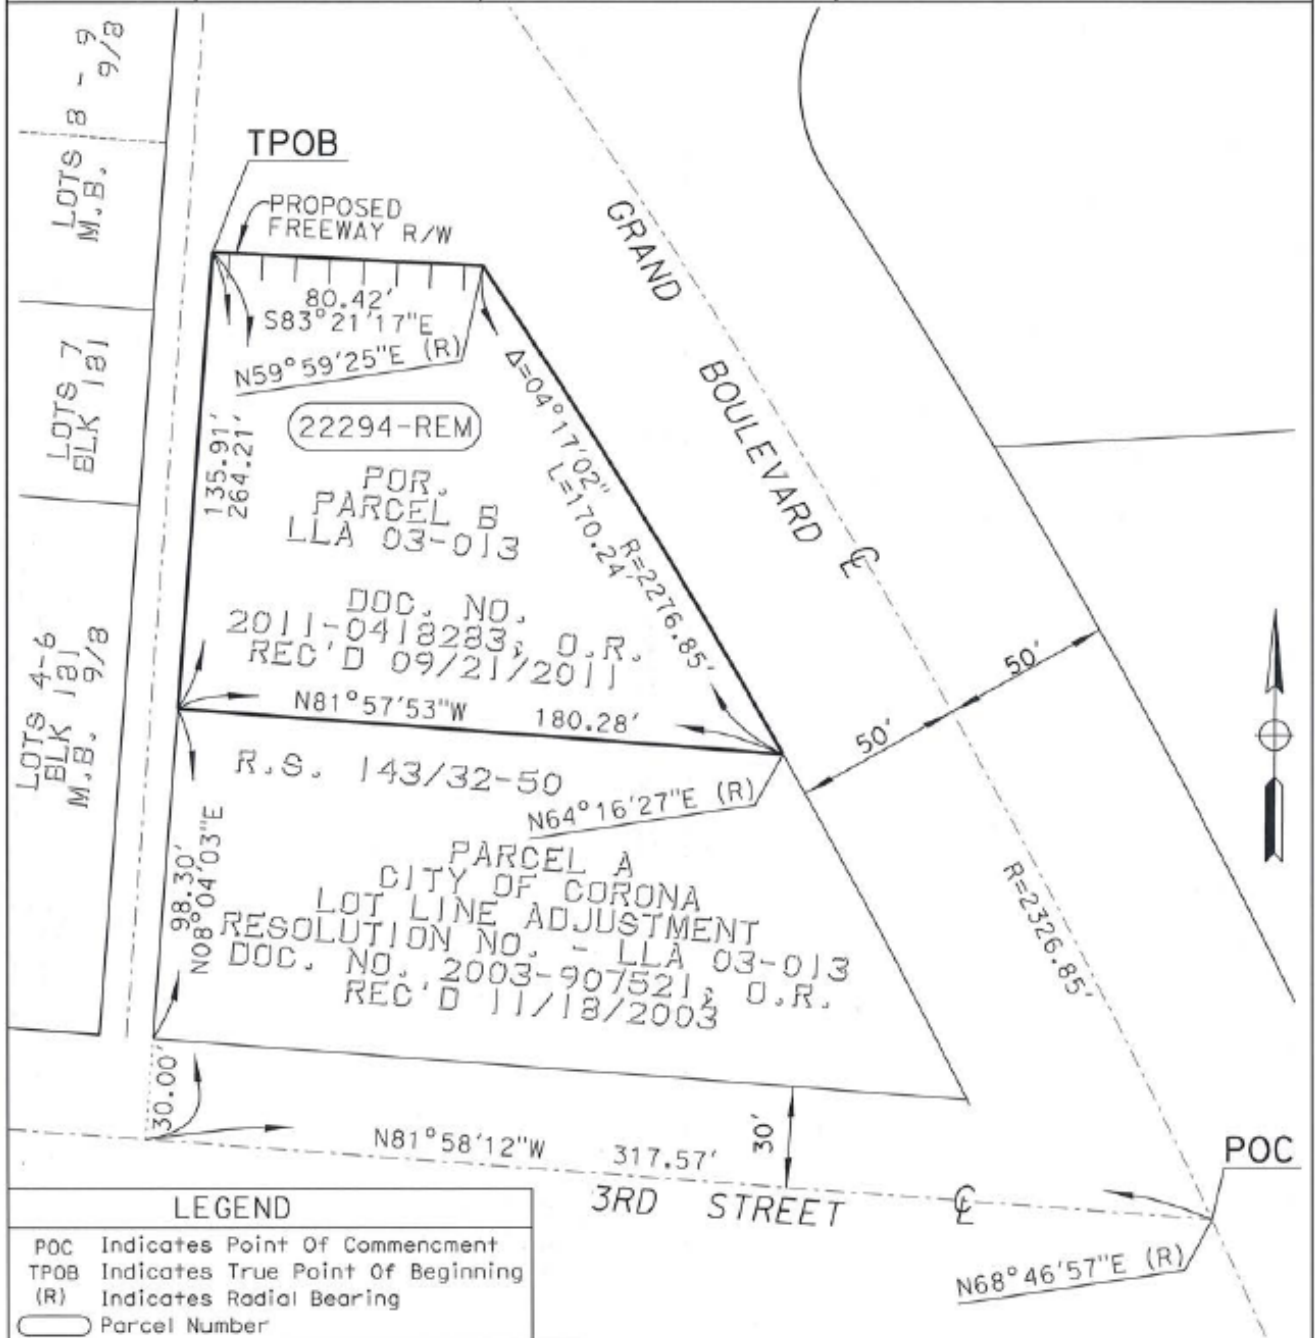 LOTS 8 - 9
M.B. 9/8
TPOB
PROPOSED
FREEWAY R/W
80.42'
S83°21'17"E
N59°59'25"E (R)
GRAND BOULEVARD ℄
LOTS 7
BLK 181
22294-REM
135.91'
264.21'
Δ=04°17'02"
L=170.24'
R=2276.85'
POR.
PARCEL B
LLA 03-013
DOC. NO.
2011-0418283, O.R.
REC'D 09/21/2011
50'
50'
LOTS 4-6
BLK 181
M.B. 9/8
N81°57'53"W 180.28'
R.S. 143/32-50
N64°16'27"E (R)
98.30'
N08°04'03"E
PARCEL A
CITY OF CORONA
LOT LINE ADJUSTMENT
RESOLUTION NO. - LLA 03-013
DOC. NO. 2003-907521, O.R.
REC'D 11/18/2003
R=2326.85'
30.00'
N81°58'12"W 317.57'
30'
POC
3RD STREET ℄
N68°46'57"E (R)
LEGEND
POC Indicates Point Of Commencment
TPOB Indicates True Point Of Beginning
(R) Indicates Radial Bearing
Parcel Number